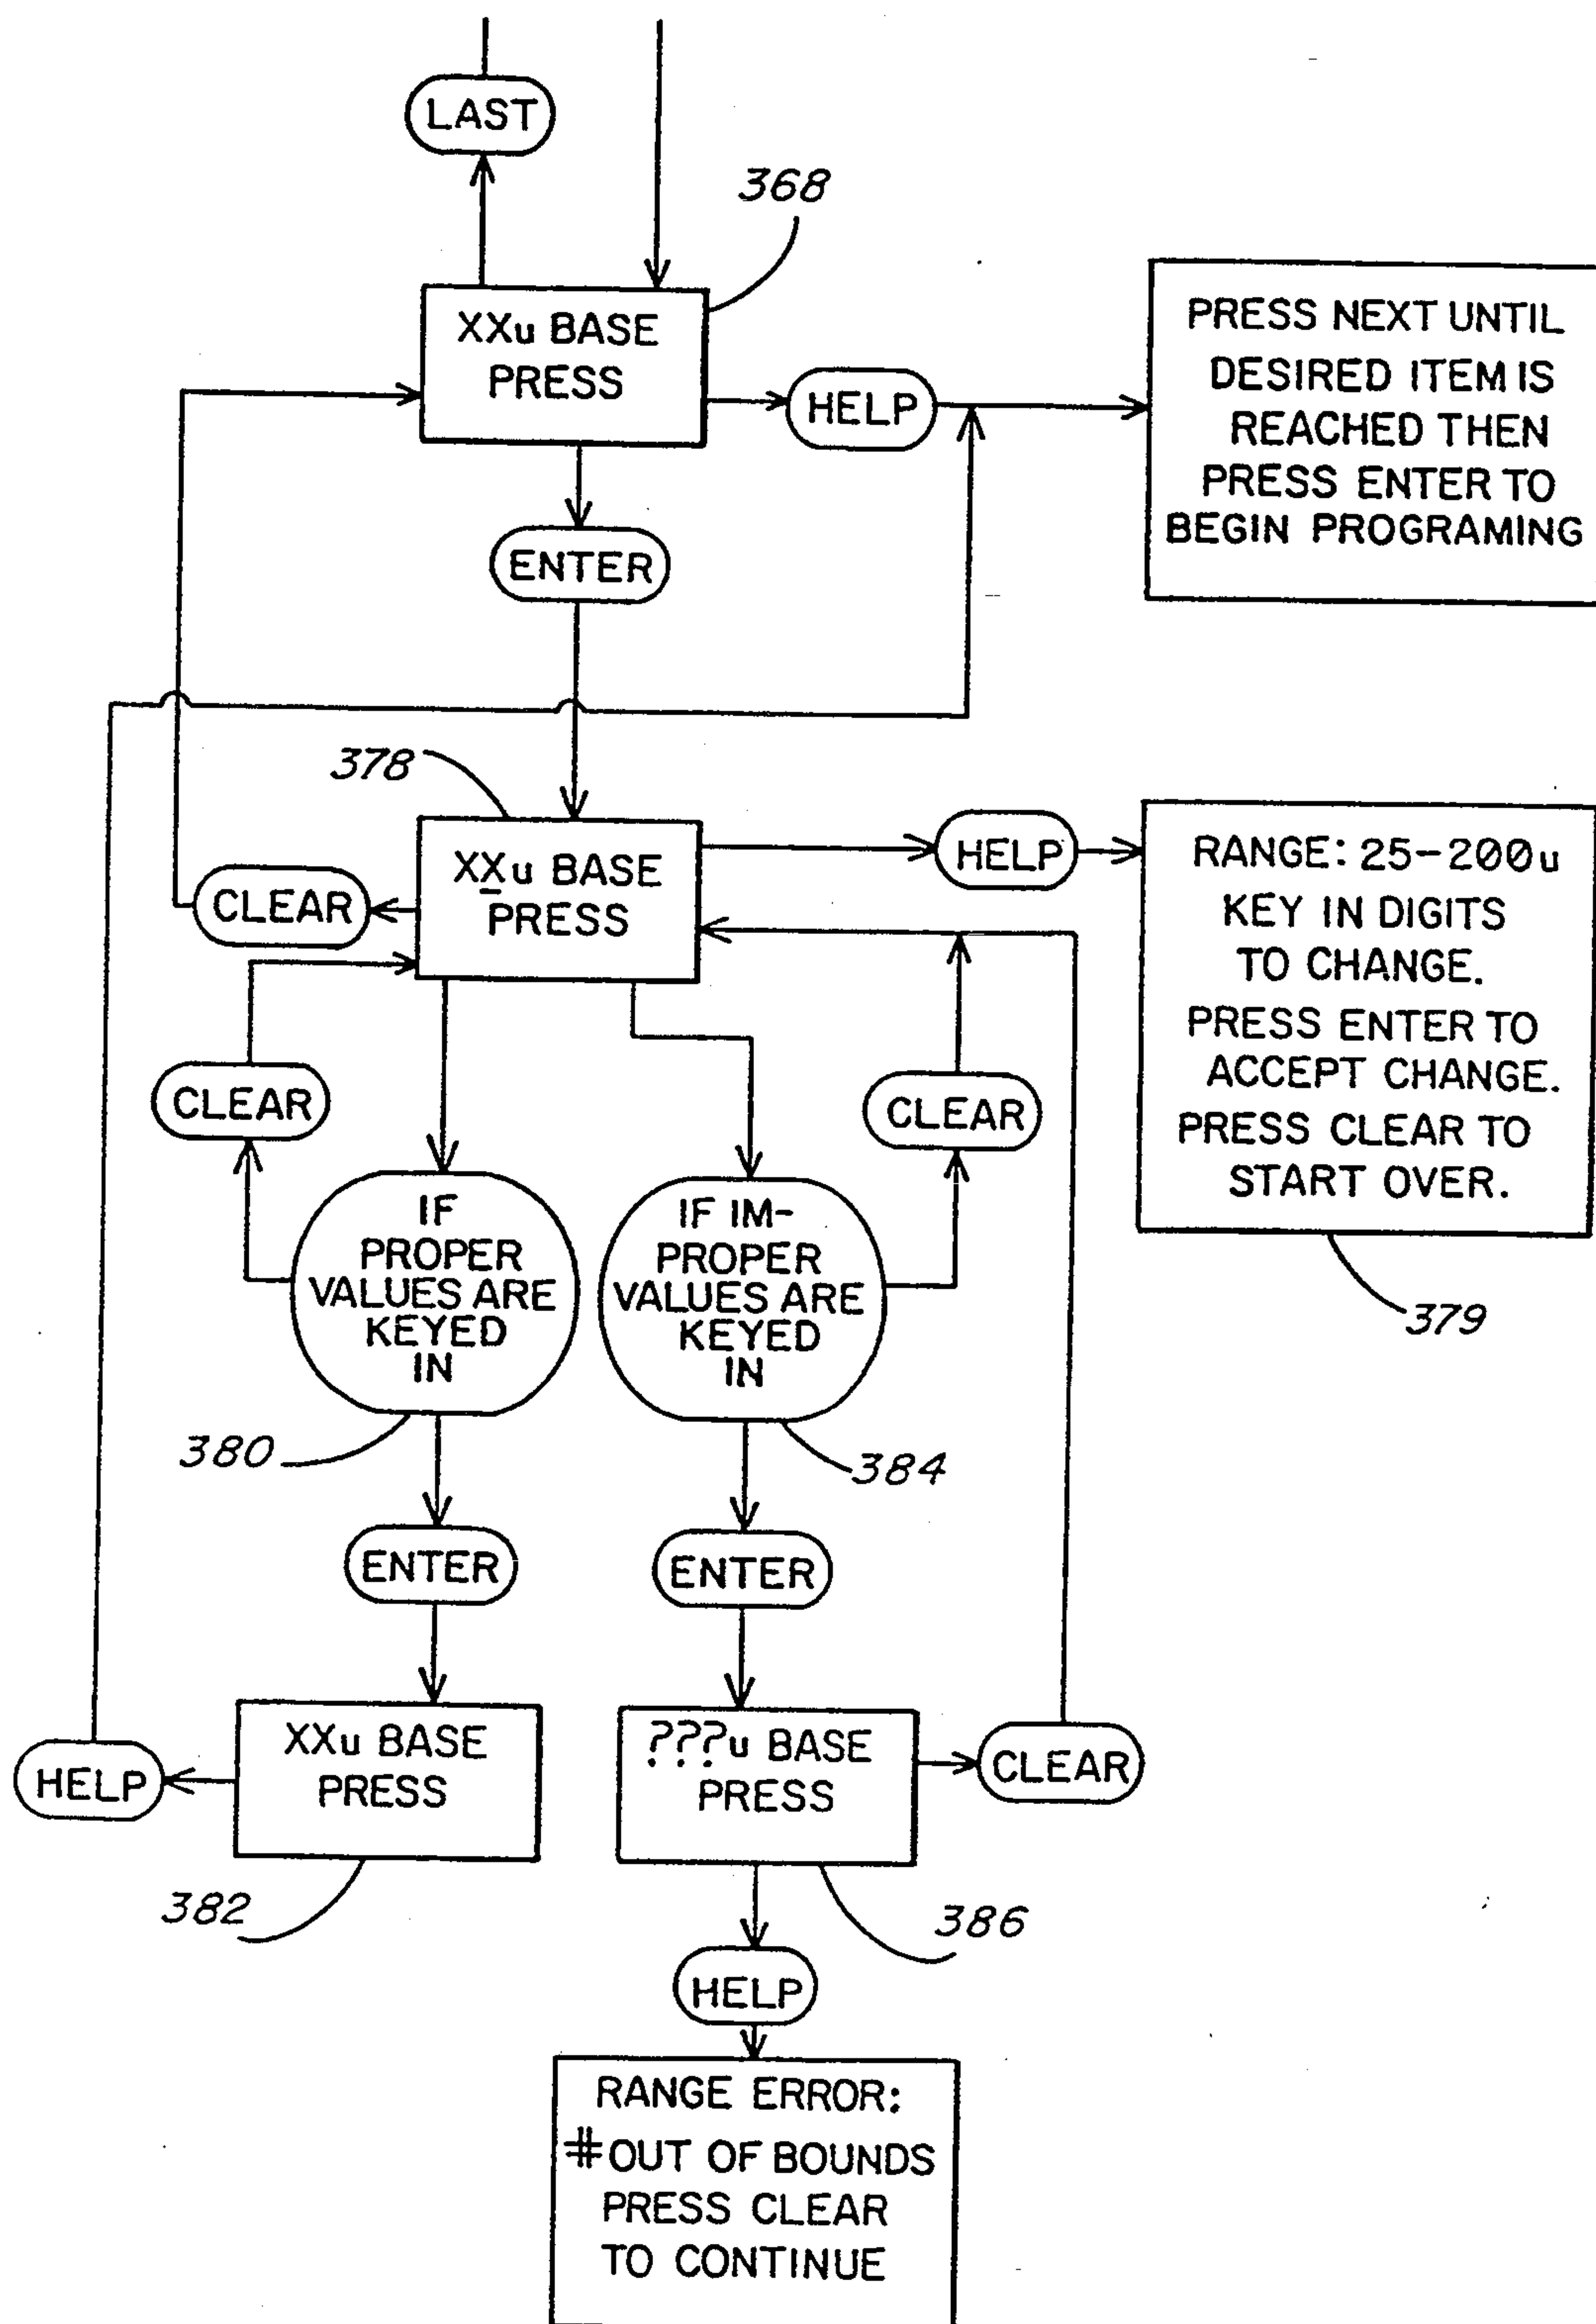 LAST
368
XXu BASE
PRESS
HELP
PRESS NEXT UNTIL
DESIRED ITEM IS
REACHED THEN
PRESS ENTER TO
BEGIN PROGRAMING
ENTER
378
XX̲u BASE
PRESS
HELP
RANGE: 25-200u
KEY IN DIGITS
TO CHANGE.
PRESS ENTER TO
ACCEPT CHANGE.
PRESS CLEAR TO
START OVER.
379
CLEAR
CLEAR
CLEAR
IF
PROPER
VALUES ARE
KEYED
IN
380
IF IM-
PROPER
VALUES ARE
KEYED
IN
384
ENTER
ENTER
HELP
XXu BASE
PRESS
382
???u BASE
PRESS
386
CLEAR
HELP
RANGE ERROR:
#OUT OF BOUNDS
PRESS CLEAR
TO CONTINUE